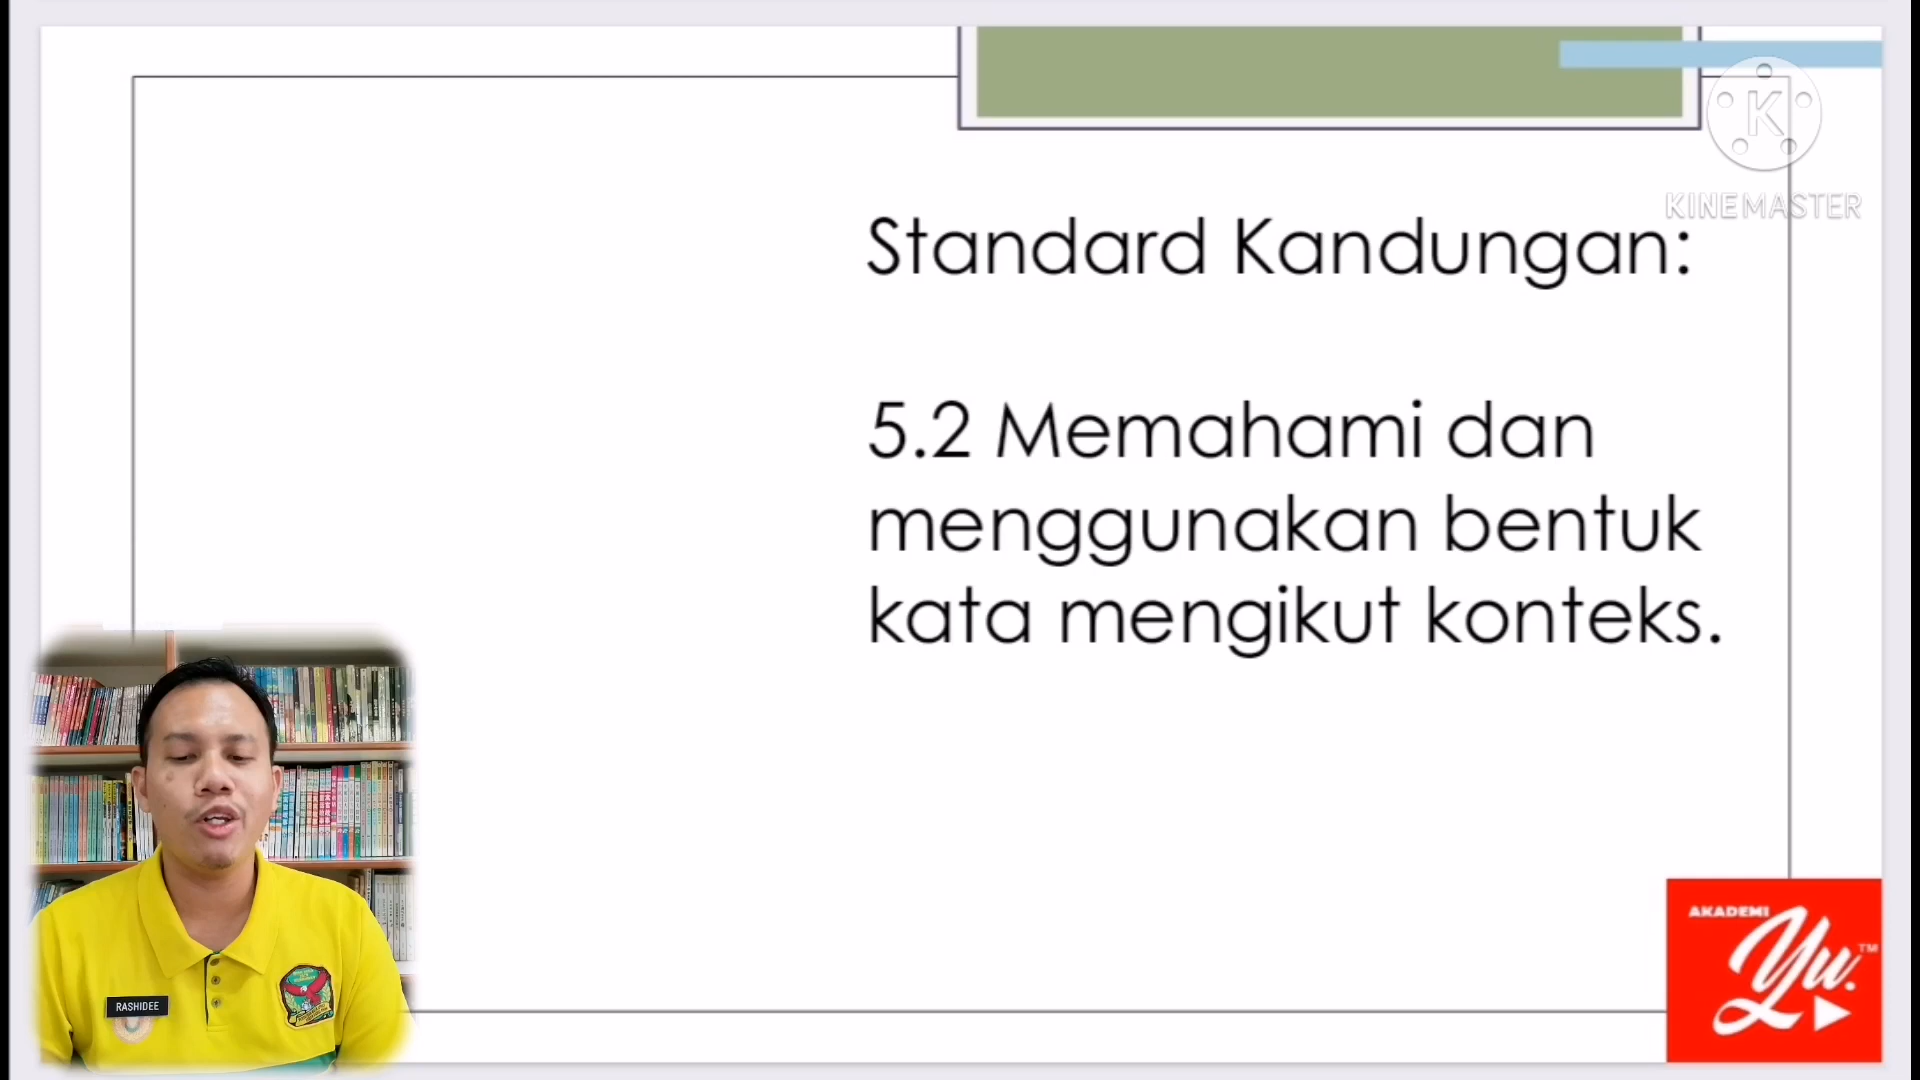 KINEMASTER
Standard Kandungan:
5.2 Memahami dan
menggunakan bentuk
kata mengikut konteks.
RASHIDEE
AKADEMI
Yu.™